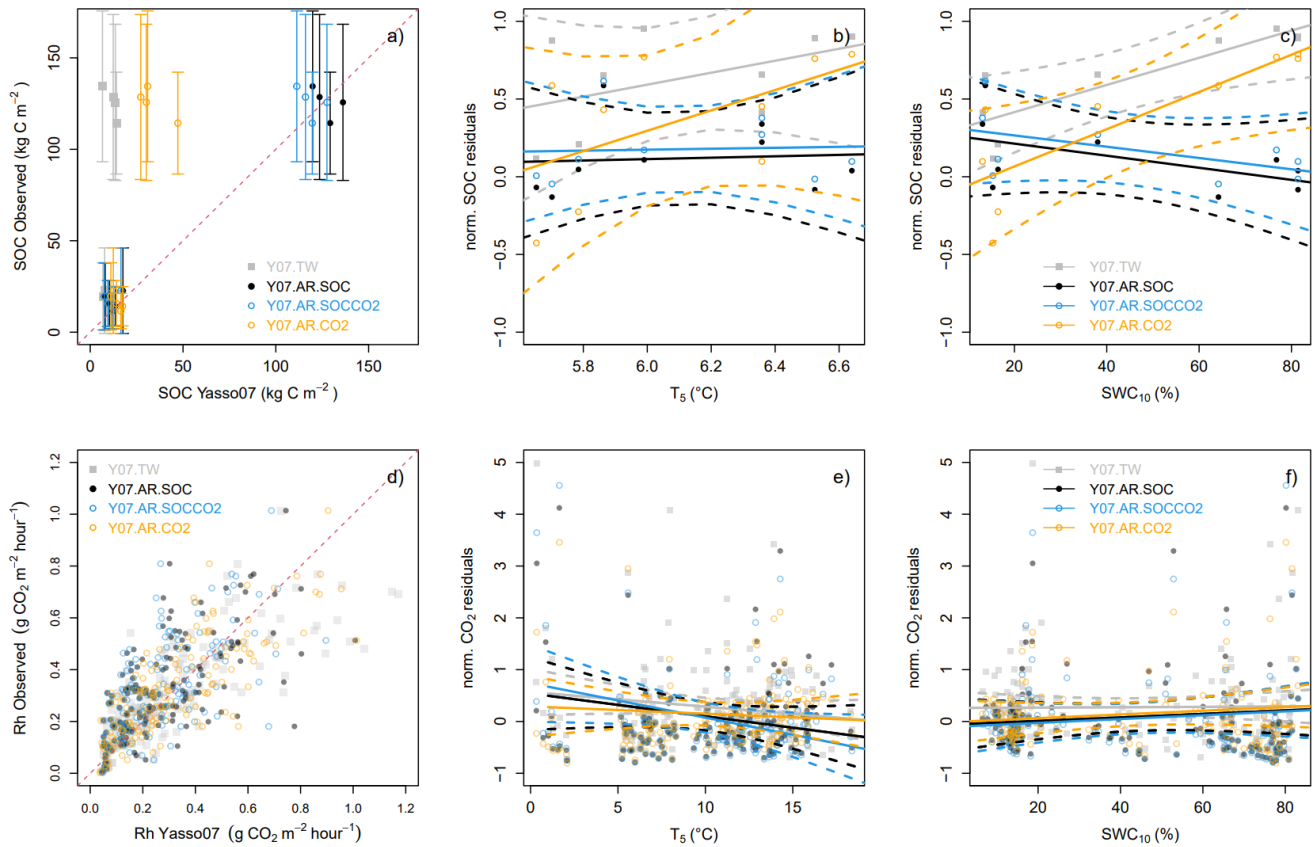 a)
SOC Observed (kg C m⁻²)
150
100
50
0
Y07.TW
Y07.AR.SOC
Y07.AR.SOCCO2
Y07.AR.CO2
0 50 100 150
SOC Yasso07 (kg C m⁻²)
b)
norm. SOC residuals
1.0
0.5
0.0
−0.5
−1.0
5.8 6.0 6.2 6.4 6.6
T₅ (°C)
c)
norm. SOC residuals
1.0
0.5
0.0
−0.5
−1.0
Y07.TW
Y07.AR.SOC
Y07.AR.SOCCO2
Y07.AR.CO2
20 40 60 80
SWC₁₀ (%)
d)
Rh Observed (g CO₂ m⁻² hour⁻¹)
1.2
1.0
0.8
0.6
0.4
0.2
0.0
Y07.TW
Y07.AR.SOC
Y07.AR.SOCCO2
Y07.AR.CO2
0.0 0.2 0.4 0.6 0.8 1.0 1.2
Rh Yasso07 (g CO₂ m⁻² hour⁻¹)
e)
norm. CO₂ residuals
5
4
3
2
1
0
−1
0 5 10 15
T₅ (°C)
f)
norm. CO₂ residuals
5
4
3
2
1
0
−1
Y07.TW
Y07.AR.SOC
Y07.AR.SOCCO2
Y07.AR.CO2
20 40 60 80
SWC₁₀ (%)